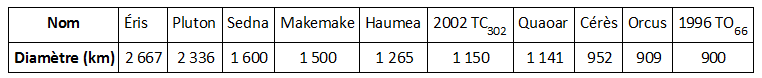 Nom Éris Pluton Sedna Makemake Haumea 2002 TC302 Quaoar Cérès Orcus 1996 TO66
Diamètre (km) 2 667 2 336 1 600 1 500 1 265 1 150 1 141 952 909 900